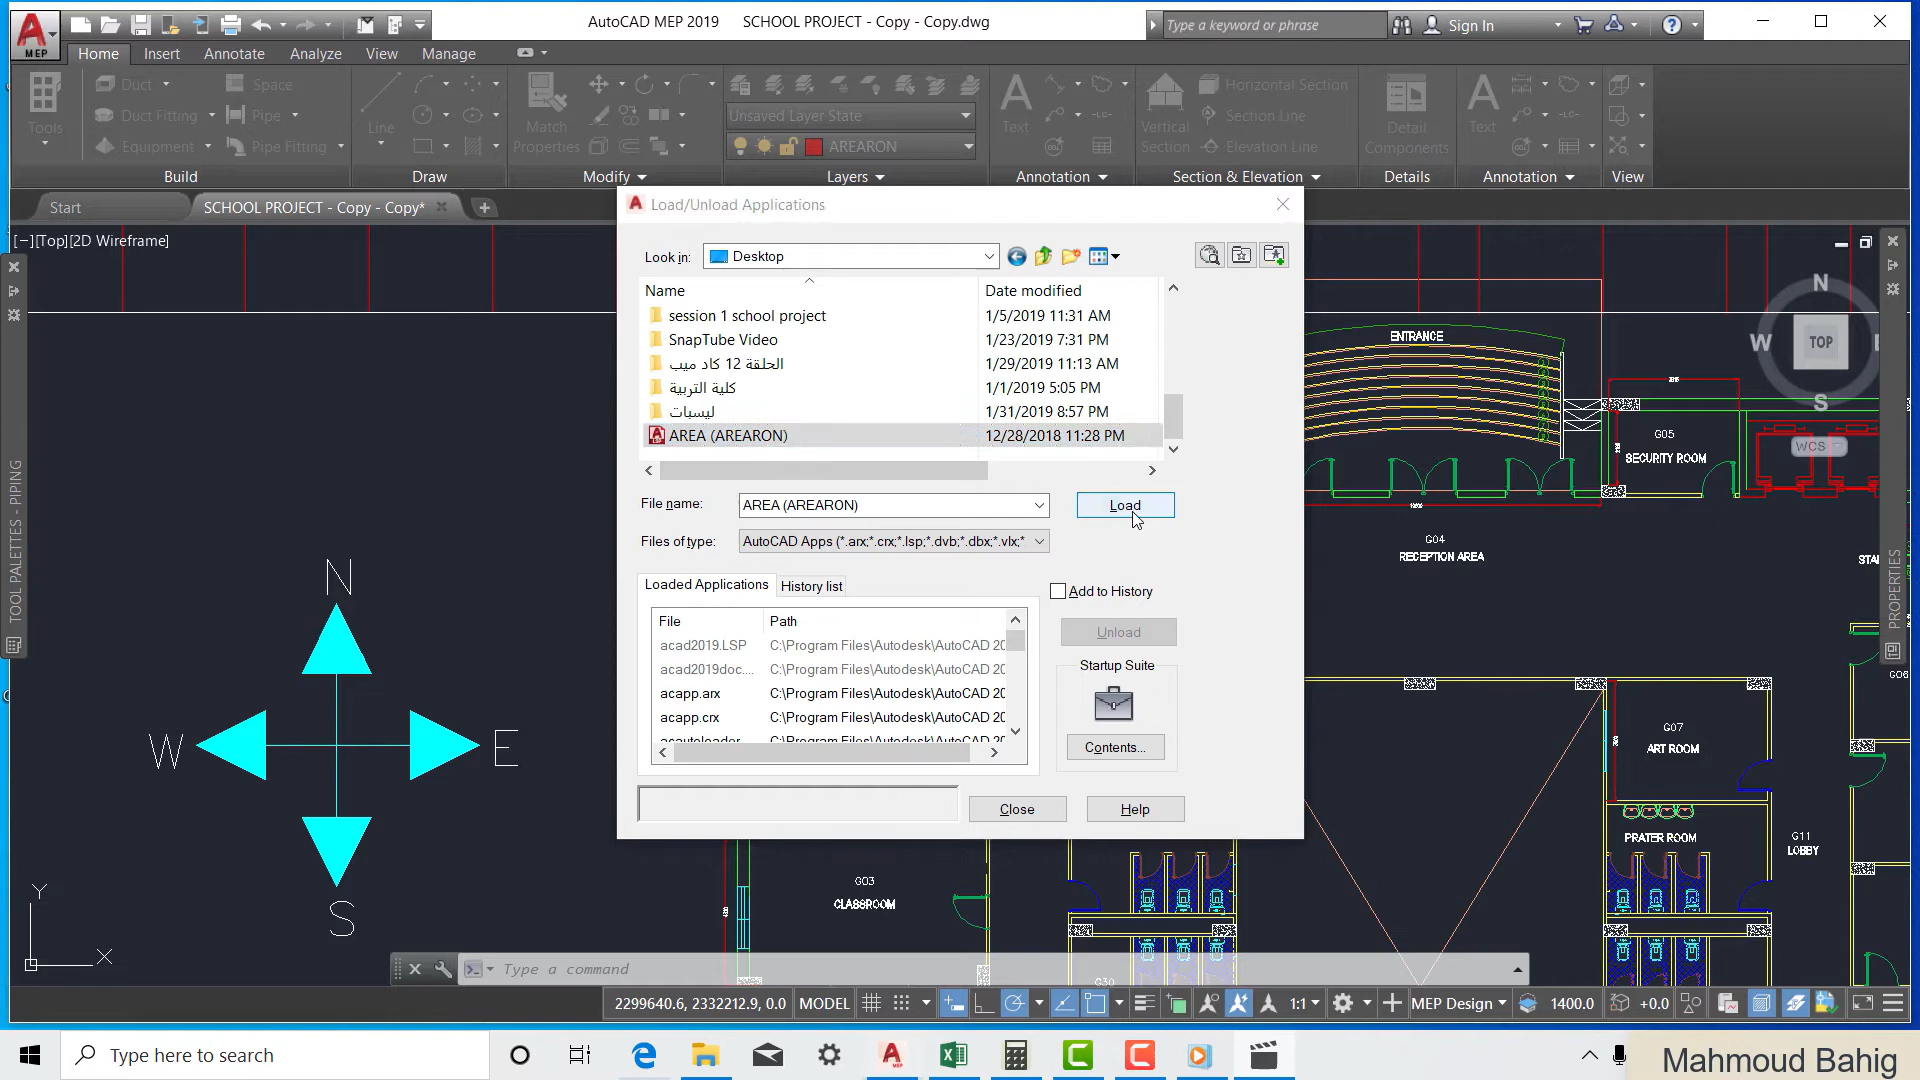 AutoCAD MEP 2019 SCHOOL PROJECT - Copy - Copy.dwg
Type a keyword or phrase
Sign In
MEP
Home Insert Annotate Analyze View Manage
Tools
Duct
Space
Duct Fitting
Pipe
Equipment
Pipe Fitting
Build
Line
Draw
Match Properties
Modify
Unsaved Layer State
AREARON
Layers
Text
Annotation
Vertical Section
Horizontal Section
Section Line
Elevation Line
Section & Elevation
Detail Components
Details
Text
Annotation
View
Start
SCHOOL PROJECT - Copy - Copy*
[−][Top][2D Wireframe]
TOOL PALETTES - PIPING
PROPERTIES
Load/Unload Applications
Look in: Desktop
Name Date modified
session 1 school project 1/5/2019 11:31 AM
SnapTube Video 1/23/2019 7:31 PM
الحلقة 12 كاد ميب 1/29/2019 11:13 AM
كلية التربية 1/1/2019 5:05 PM
ليسبات 1/31/2019 8:57 PM
AREA (AREARON) 12/28/2018 11:28 PM
File name: AREA (AREARON) Load
Files of type: AutoCAD Apps (*.arx;*.crx;*.lsp;*.dvb;*.dbx;*.vlx;*
Loaded Applications History list
Add to History
File Path
acad2019.LSP C:\Program Files\Autodesk\AutoCAD 20
acad2019doc.... C:\Program Files\Autodesk\AutoCAD 20
acapp.arx C:\Program Files\Autodesk\AutoCAD 20
acapp.crx C:\Program Files\Autodesk\AutoCAD 20
Unload
Startup Suite
Contents...
Close Help
N
W E
S
Y
X
N
W TOP
S
WCS
ENTRANCE
G05
SECURITY ROOM
G04
RECEPTION AREA
G07
ART ROOM
PRATER ROOM
G11
LOBBY
G03
CLASSROOM
G30
Type a command
2299640.6, 2332212.9, 0.0 MODEL 1:1 MEP Design 1400.0 +0.0
Type here to search
Mahmoud Bahig